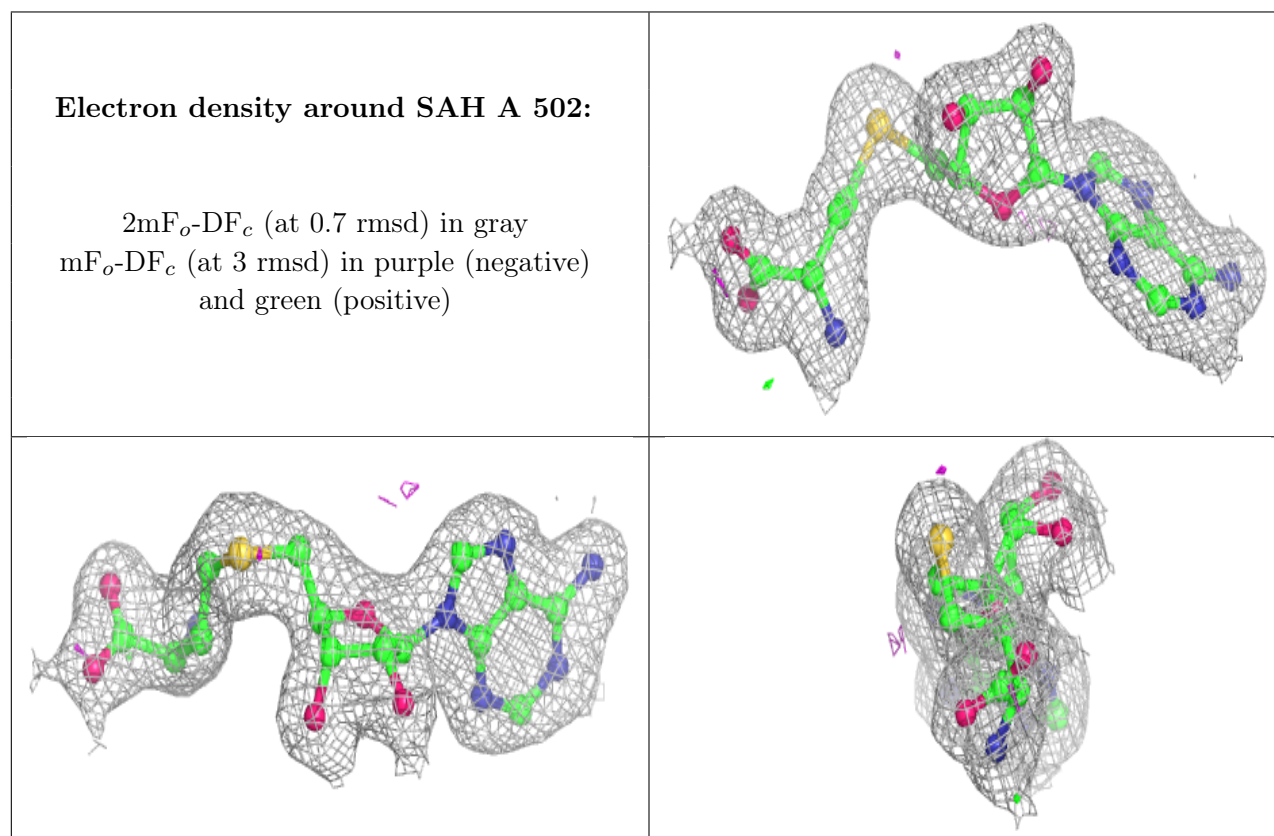 Electron density around SAH A 502:
2mFo-DFc (at 0.7 rmsd) in gray
mFo-DFc (at 3 rmsd) in purple (negative)
and green (positive)